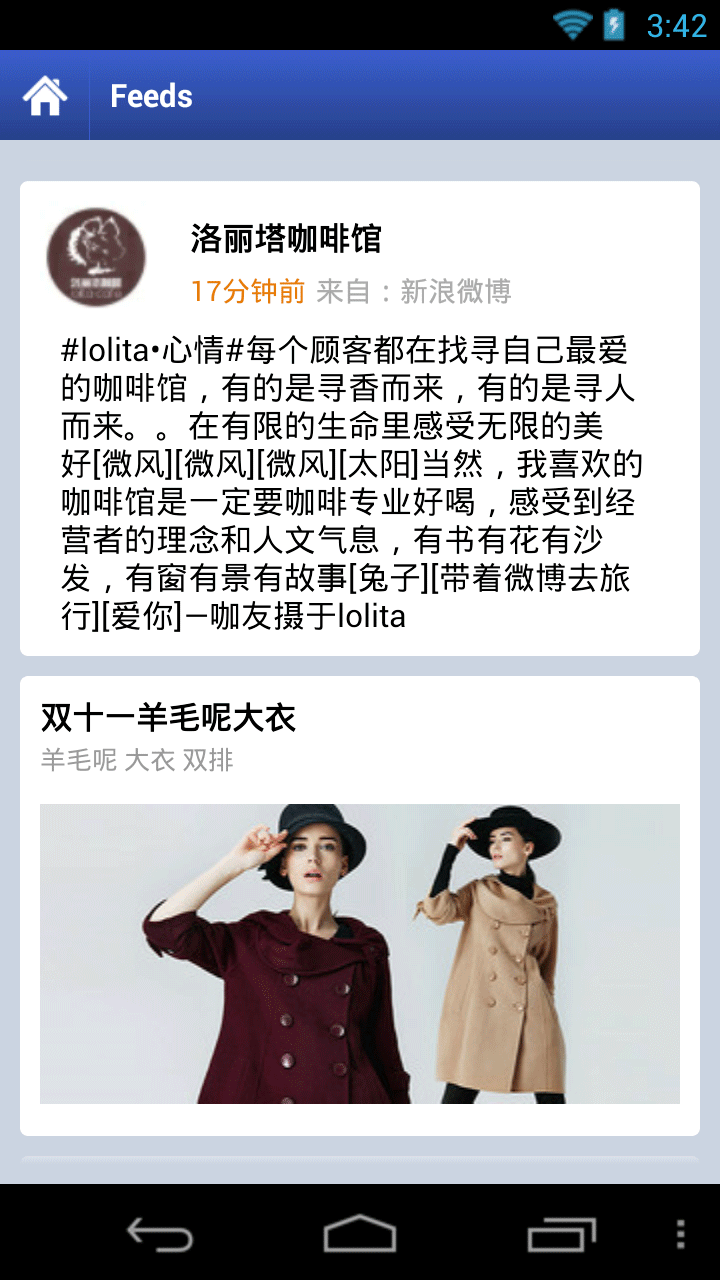 3:42
Feeds
洛丽塔咖啡馆
17分钟前 来自：新浪微博
#lolita•心情#每个顾客都在找寻自己最爱
的咖啡馆，有的是寻香而来，有的是寻人
而来。。在有限的生命里感受无限的美
好[微风][微风][微风][太阳]当然，我喜欢的
咖啡馆是一定要咖啡专业好喝，感受到经
营者的理念和人文气息，有书有花有沙
发，有窗有景有故事[兔子][带着微博去旅
行][爱你]—咖友摄于lolita
双十一羊毛呢大衣
羊毛呢 大衣 双排